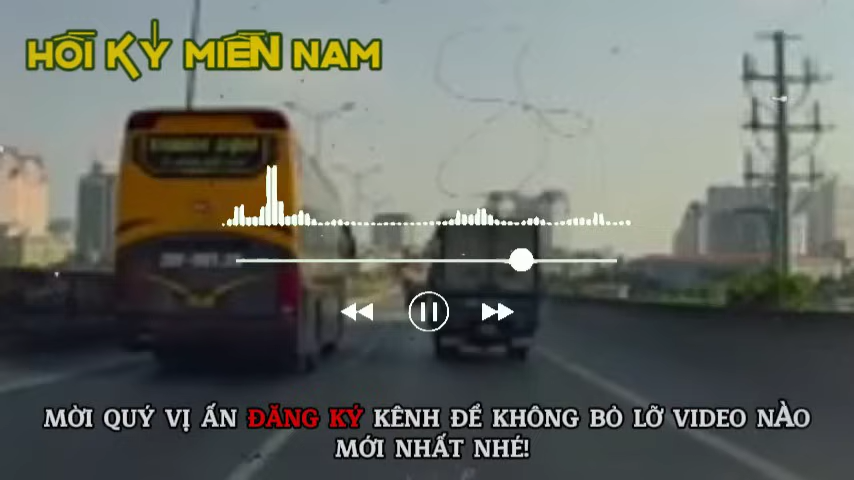 HỒI KÝ MIỀN NAM
MỜI QUÝ VỊ ẤN ĐĂNG KÝ KÊNH ĐỂ KHÔNG BỎ LỠ VIDEO NÀO
MỚI NHẤT NHÉ!